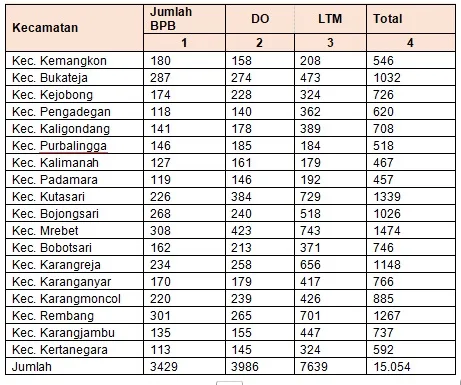 Kecamatan Jumlah BPB DO LTM Total
1 2 3 4
Kec. Kemangkon 180 158 208 546
Kec. Bukateja 287 274 473 1032
Kec. Kejobong 174 228 324 726
Kec. Pengadegan 118 140 362 620
Kec. Kaligondang 141 178 389 708
Kec. Purbalingga 146 185 184 518
Kec. Kalimanah 127 161 179 467
Kec. Padamara 119 146 192 457
Kec. Kutasari 226 384 729 1339
Kec. Bojongsari 268 240 518 1026
Kec. Mrebet 308 423 743 1474
Kec. Bobotsari 162 213 371 746
Kec. Karangreja 234 258 656 1148
Kec. Karanganyar 170 179 417 766
Kec. Karangmoncol 220 239 426 885
Kec. Rembang 301 265 701 1267
Kec. Karangjambu 135 155 447 737
Kec. Kertanegara 113 145 324 592
Jumlah 3429 3986 7639 15.054